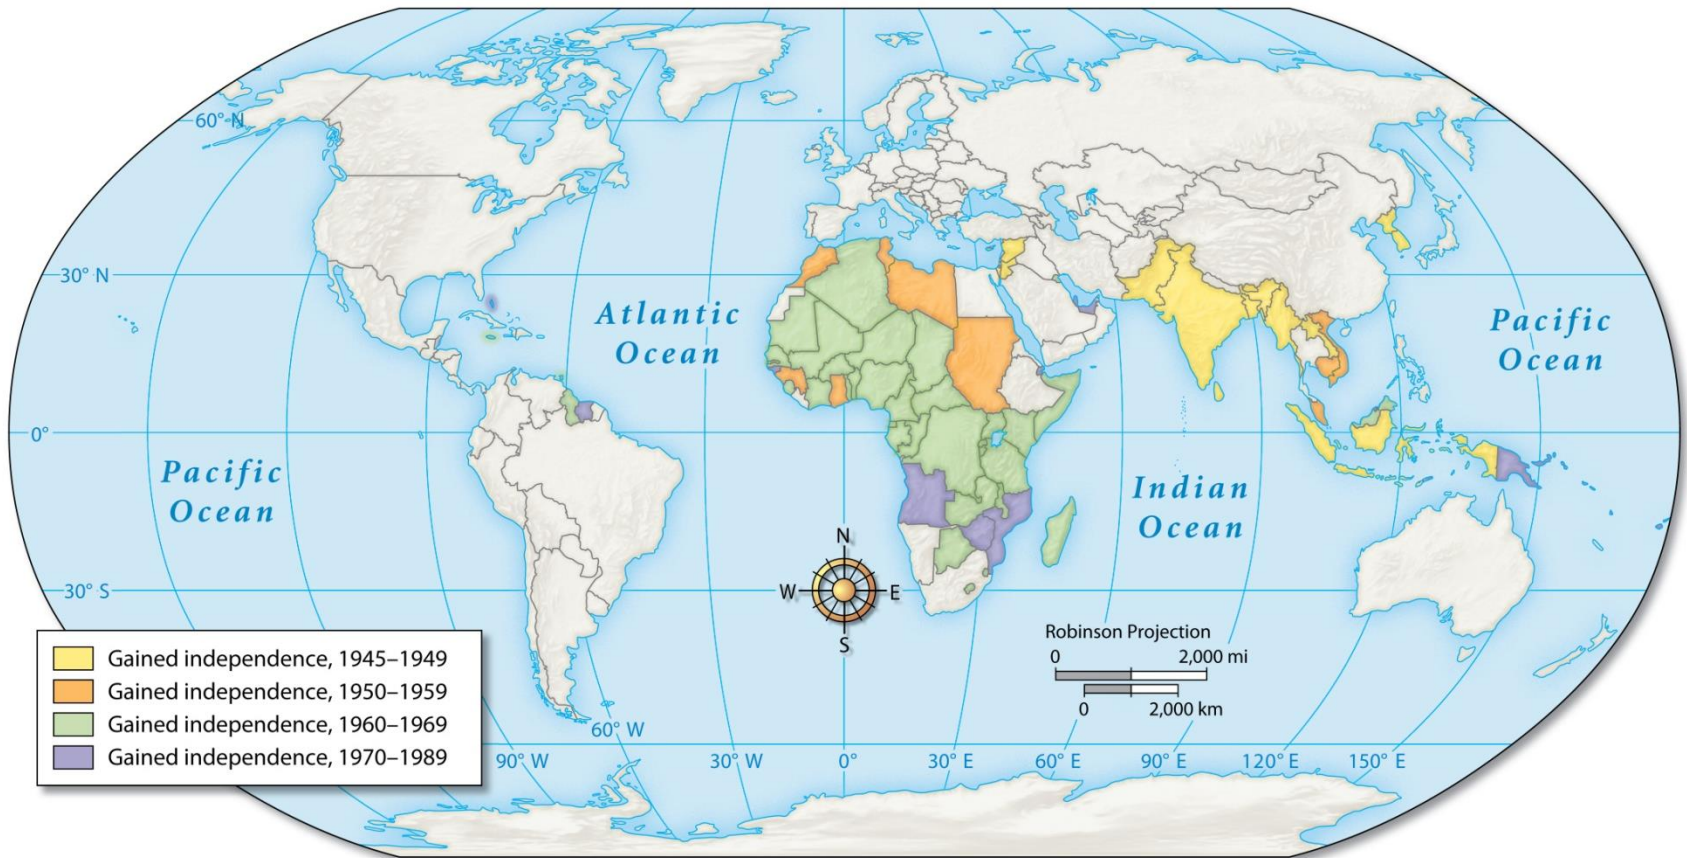 60° N
30° N
Atlantic
Ocean
Pacific
Ocean
0°
Pacific
Ocean
Indian
Ocean
N
W
E
S
30° S
Robinson Projection
0
2,000 mi
0
2,000 km
Gained independence, 1945–1949
Gained independence, 1950–1959
Gained independence, 1960–1969
Gained independence, 1970–1989
60° W
90° W
30° W
0°
30° E
60° E
90° E
120° E
150° E